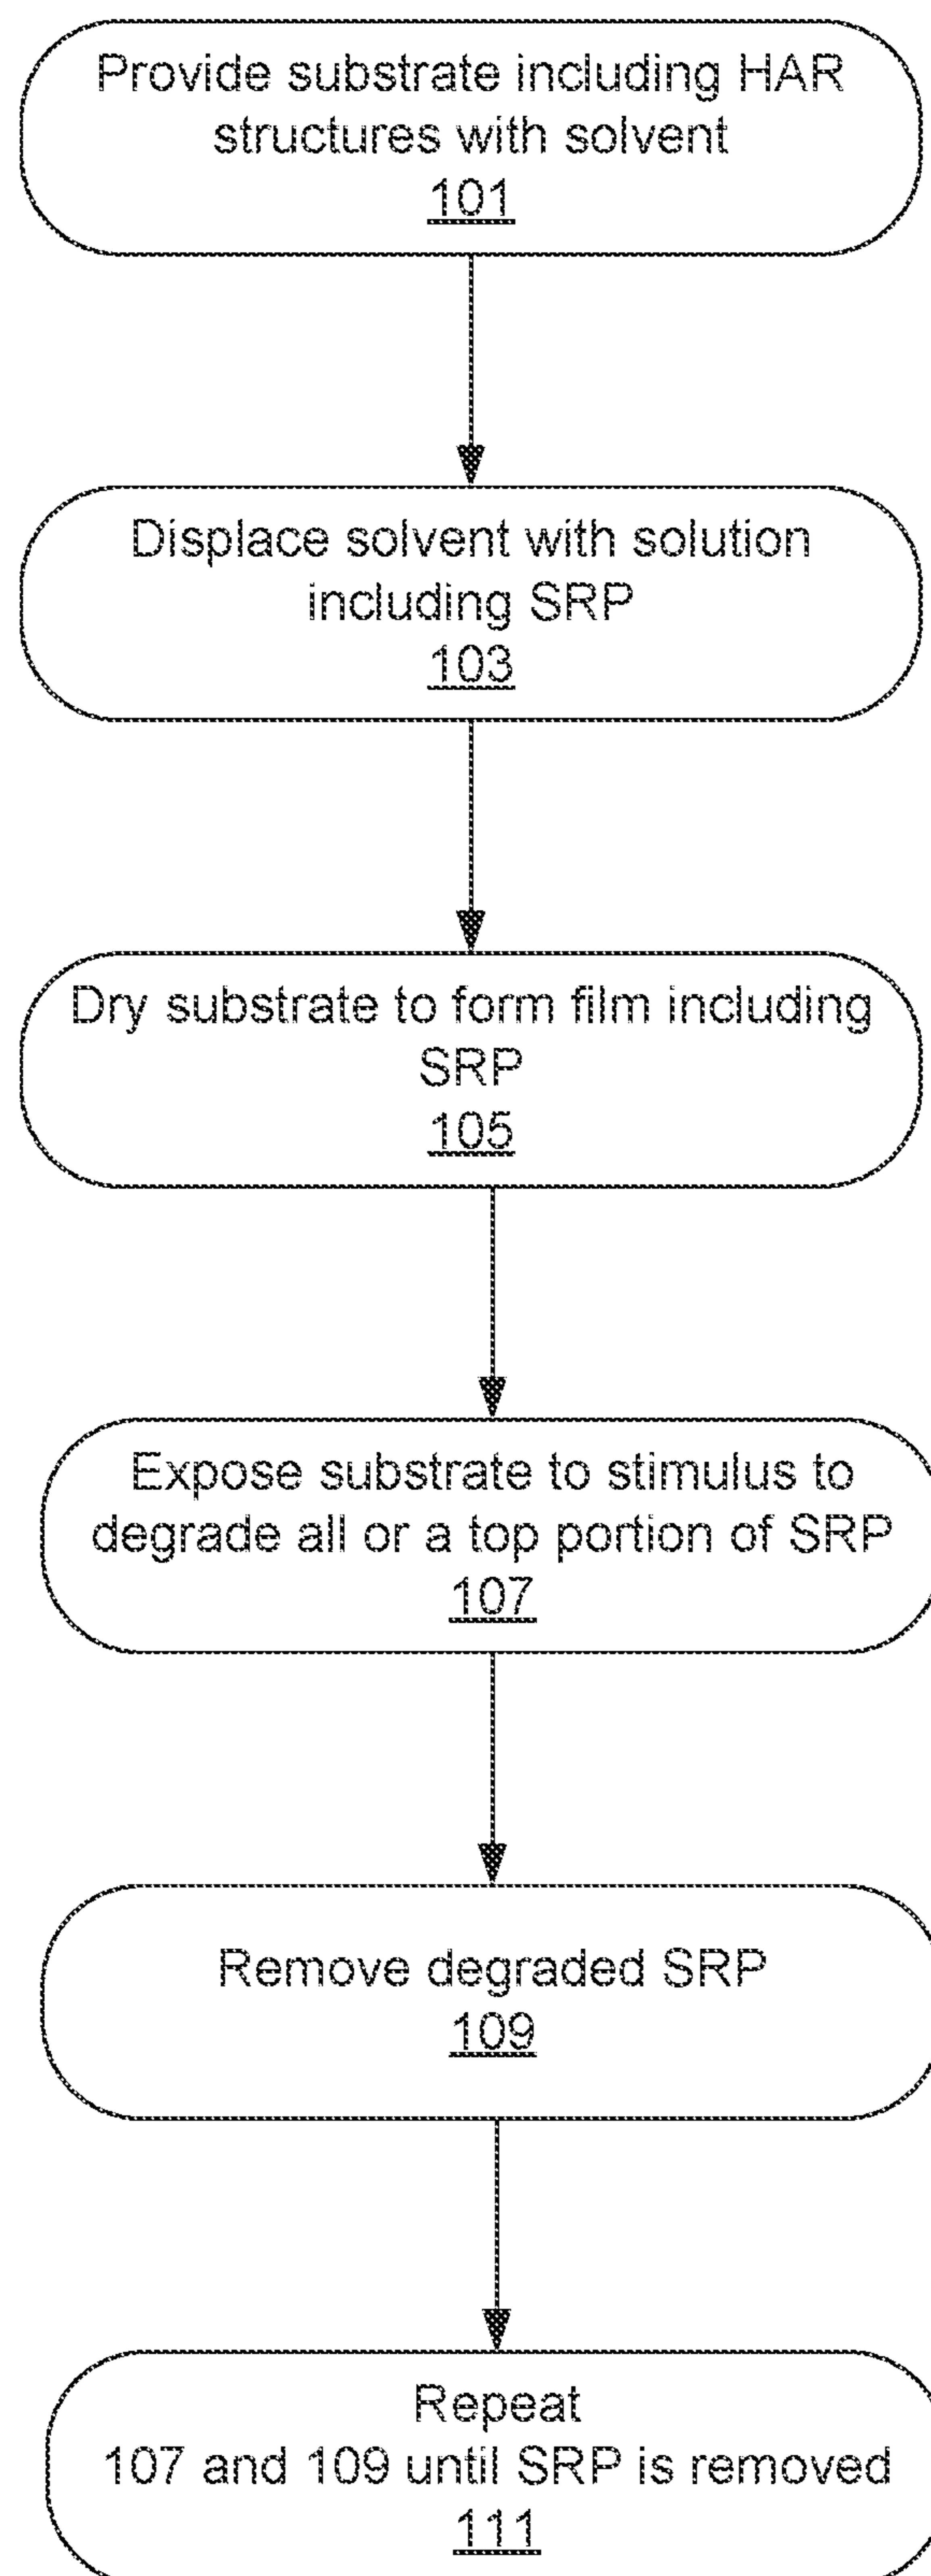 Provide substrate including HAR
structures with solvent
101
Displace solvent with solution
including SRP
103
Dry substrate to form film including
SRP
105
Expose substrate to stimulus to
degrade all or a top portion of SRP
107
Remove degraded SRP
109
Repeat
107 and 109 until SRP is removed
111